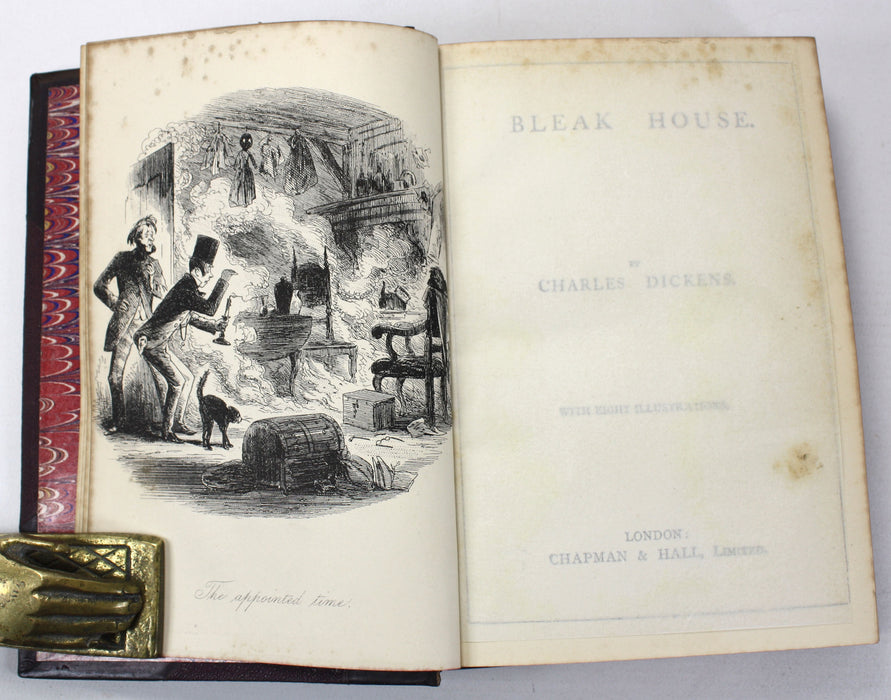 The appointed time.
BLEAK HOUSE.
BY
CHARLES DICKENS.
WITH EIGHT ILLUSTRATIONS.
LONDON:
CHAPMAN & HALL, LIMITED.